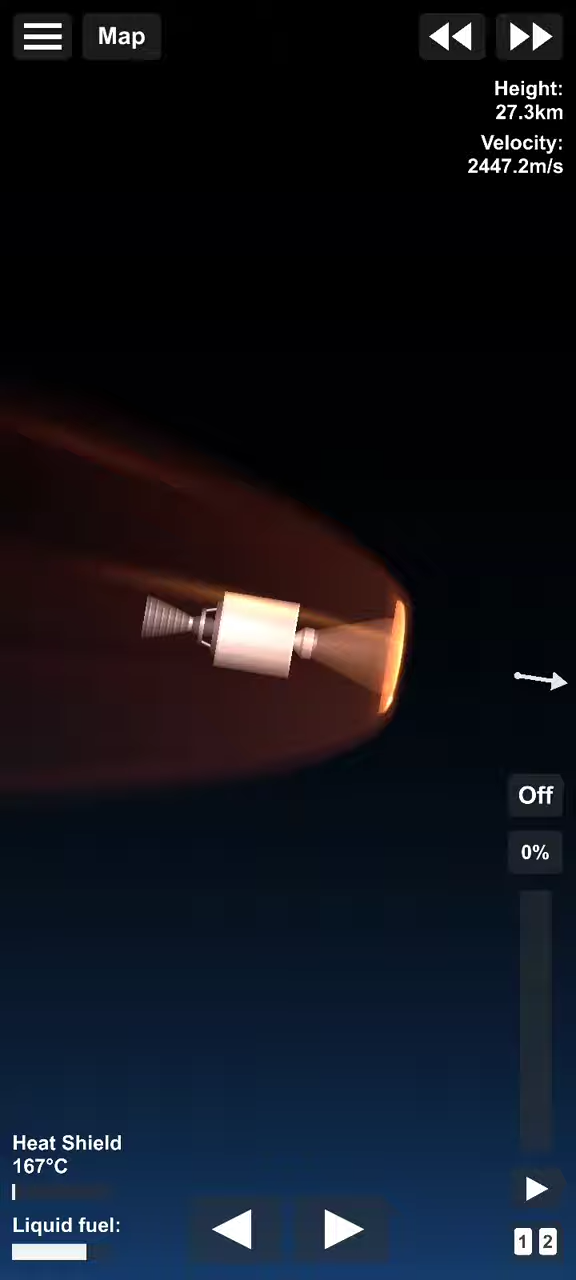 Map
Height:
27.3km
Velocity:
2447.2m/s
Off
0%
Heat Shield
167°C
Liquid fuel:
1 2